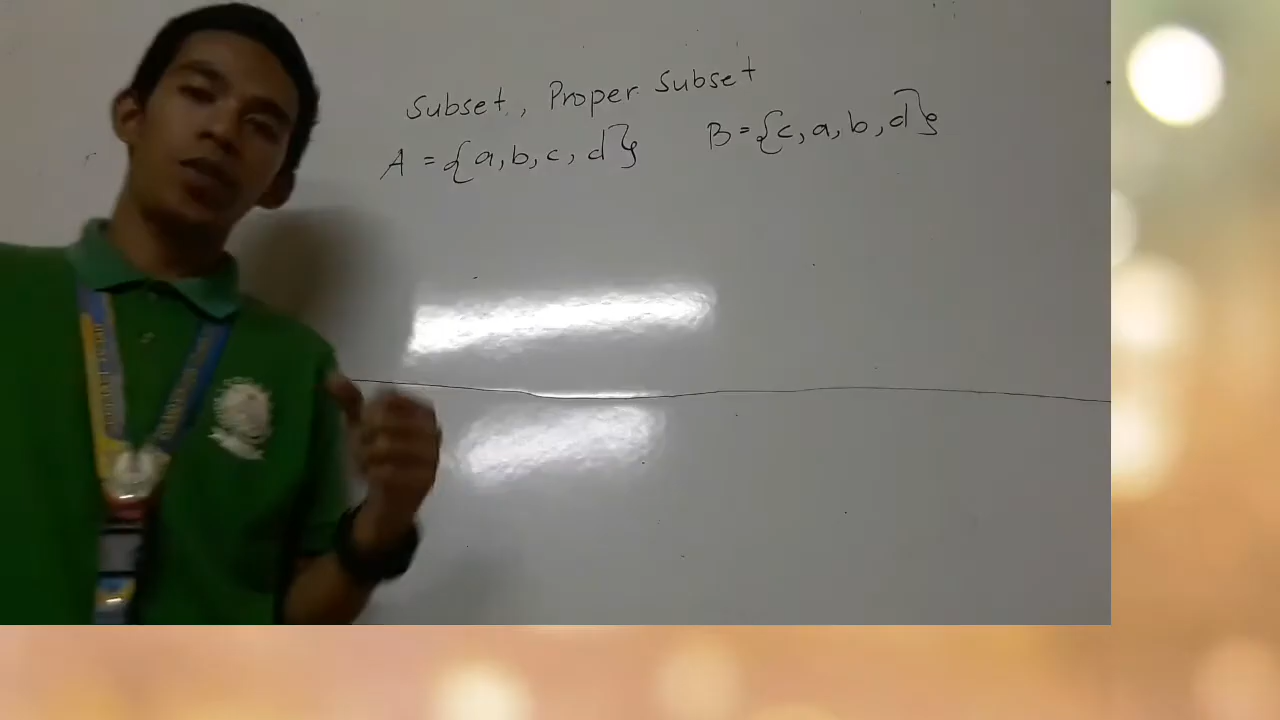 Subset, Proper Subset
A = {a, b, c, d}
B = {c, a, b, d}